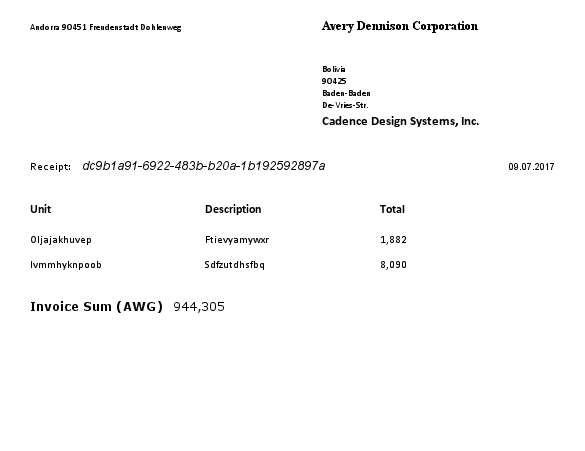 Andorra 90451 Freudenstadt Dohlenweg
Avery Dennison Corporation
Bolivia
90425
Baden-Baden
De-Vries-Str.
Cadence Design Systems, Inc.
Receipt: dc9b1a91-6922-483b-b20a-1b192592897a 09.07.2017
Unit Description Total
Oljajakhuvep Ftievyamywxr 1,882
Ivmmhyknpoob Sdfzutdhsfbq 8,090
Invoice Sum (AWG) 944,305